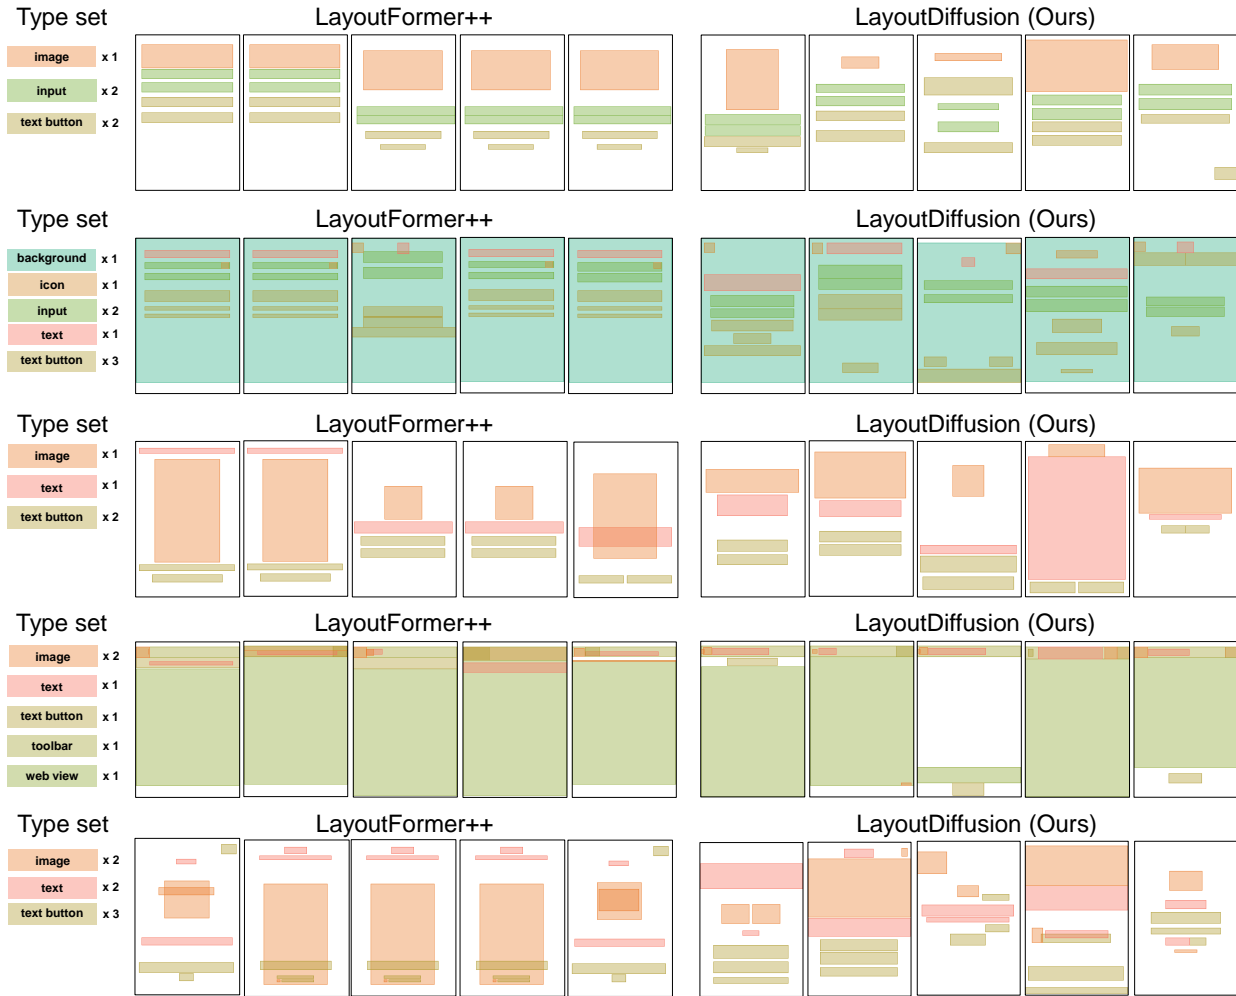 Type set LayoutFormer++ LayoutDiffusion (Ours)
image x 1
input x 2
text button x 2
Type set LayoutFormer++ LayoutDiffusion (Ours)
background x 1
icon x 1
input x 2
text x 1
text button x 3
Type set LayoutFormer++ LayoutDiffusion (Ours)
image x 1
text x 1
text button x 2
Type set LayoutFormer++ LayoutDiffusion (Ours)
image x 2
text x 1
text button x 1
toolbar x 1
web view x 1
Type set LayoutFormer++ LayoutDiffusion (Ours)
image x 2
text x 2
text button x 3